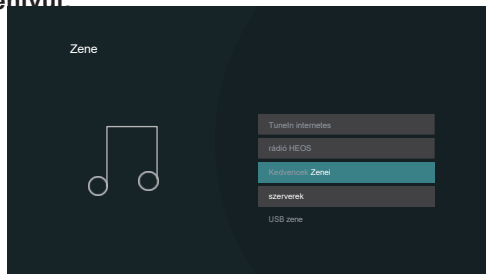 Zene
TuneIn internetes
rádió HEOS
Kedvencek Zenei
szerverek
USB zene